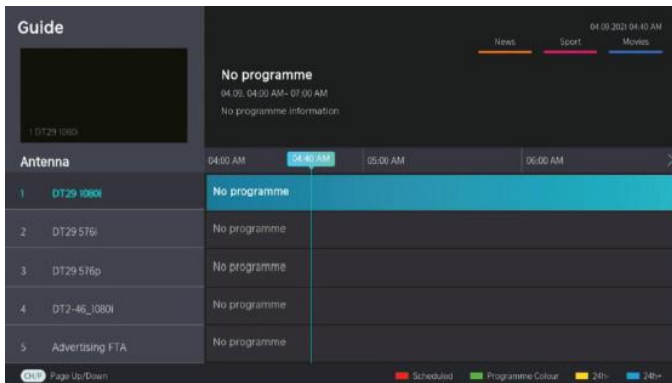 Guide
04.09.2021 04:40 AM
News Sport Movies
No programme
04.09. 04:00 AM- 07:00 AM
No programme information
1 DT29 1080i
Antenna
04:00 AM 04:40 AM 05:00 AM 06:00 AM
1 DT29 1080i No programme
2 DT29 576i No programme
3 DT29 576p No programme
4 DT2-46_1080i No programme
5 Advertising FTA No programme
CH/P Page Up/Down Scheduled Programme Colour 24h- 24h+